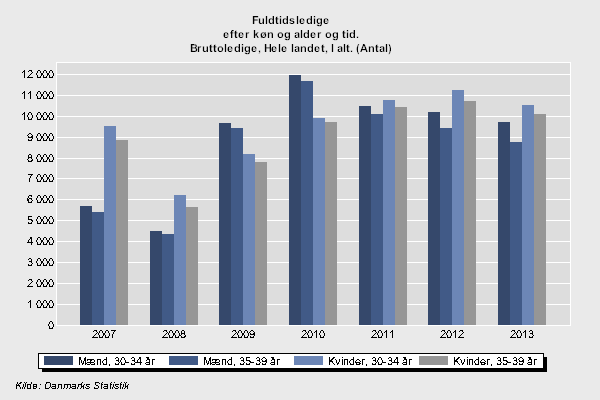 Fuldtidsledige
efter køn og alder og tid.
Bruttoledige, Hele landet, I alt. (Antal)
12 000
11 000
10 000
9 000
8 000
7 000
6 000
5 000
4 000
3 000
2 000
1 000
0
2007 2008 2009 2010 2011 2012 2013
Mænd, 30-34 år Mænd, 35-39 år Kvinder, 30-34 år Kvinder, 35-39 år
Kilde: Danmarks Statistik